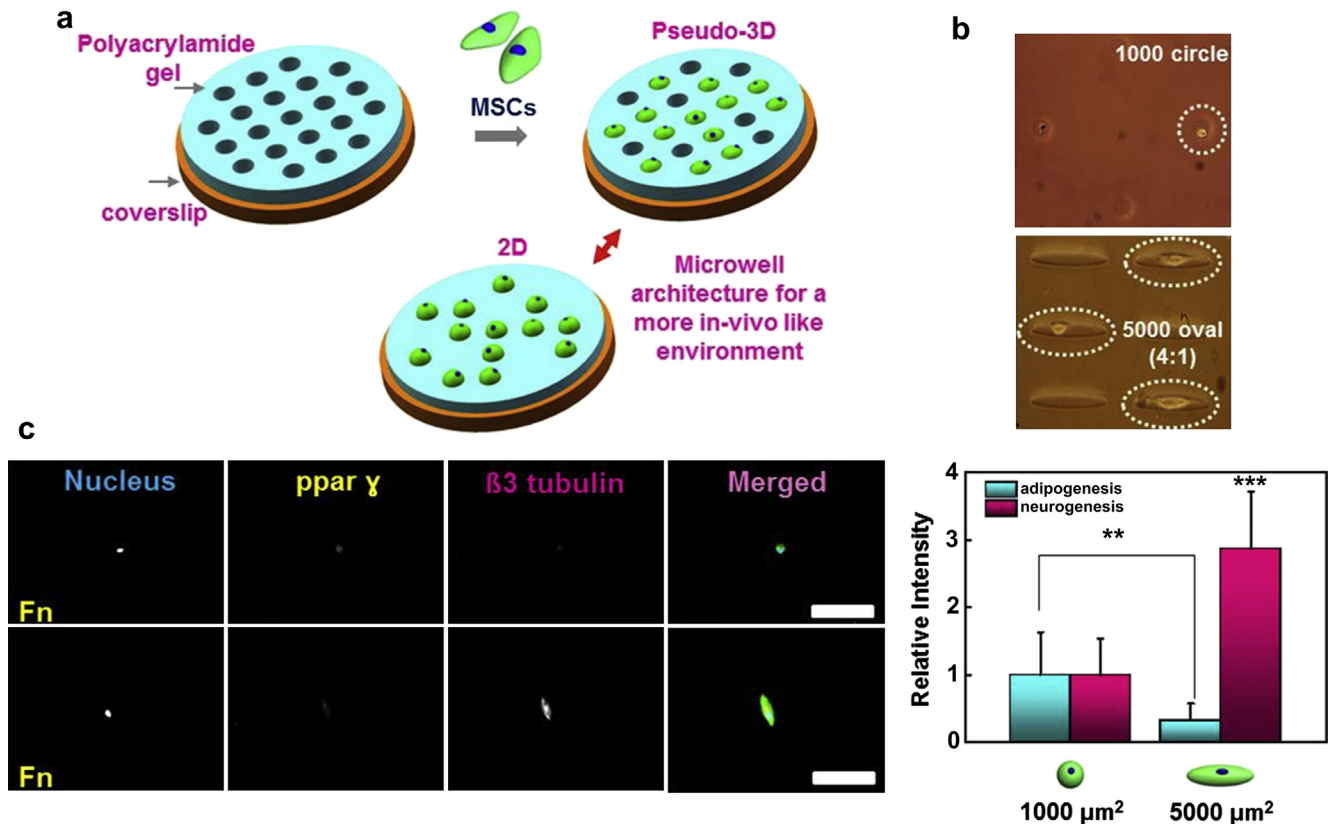 a
Polyacrylamide
gel
coverslip
MSCs
Pseudo-3D
2D
Microwell
architecture for a
more in-vivo like
environment
b
1000 circle
5000 oval
(4:1)
c
Nucleus
ppar ɣ
ß3 tubulin
Merged
Fn
Fn
4
3
2
1
0
Relative Intensity
adipogenesis
neurogenesis
**
***
1000 µm²
5000 µm²